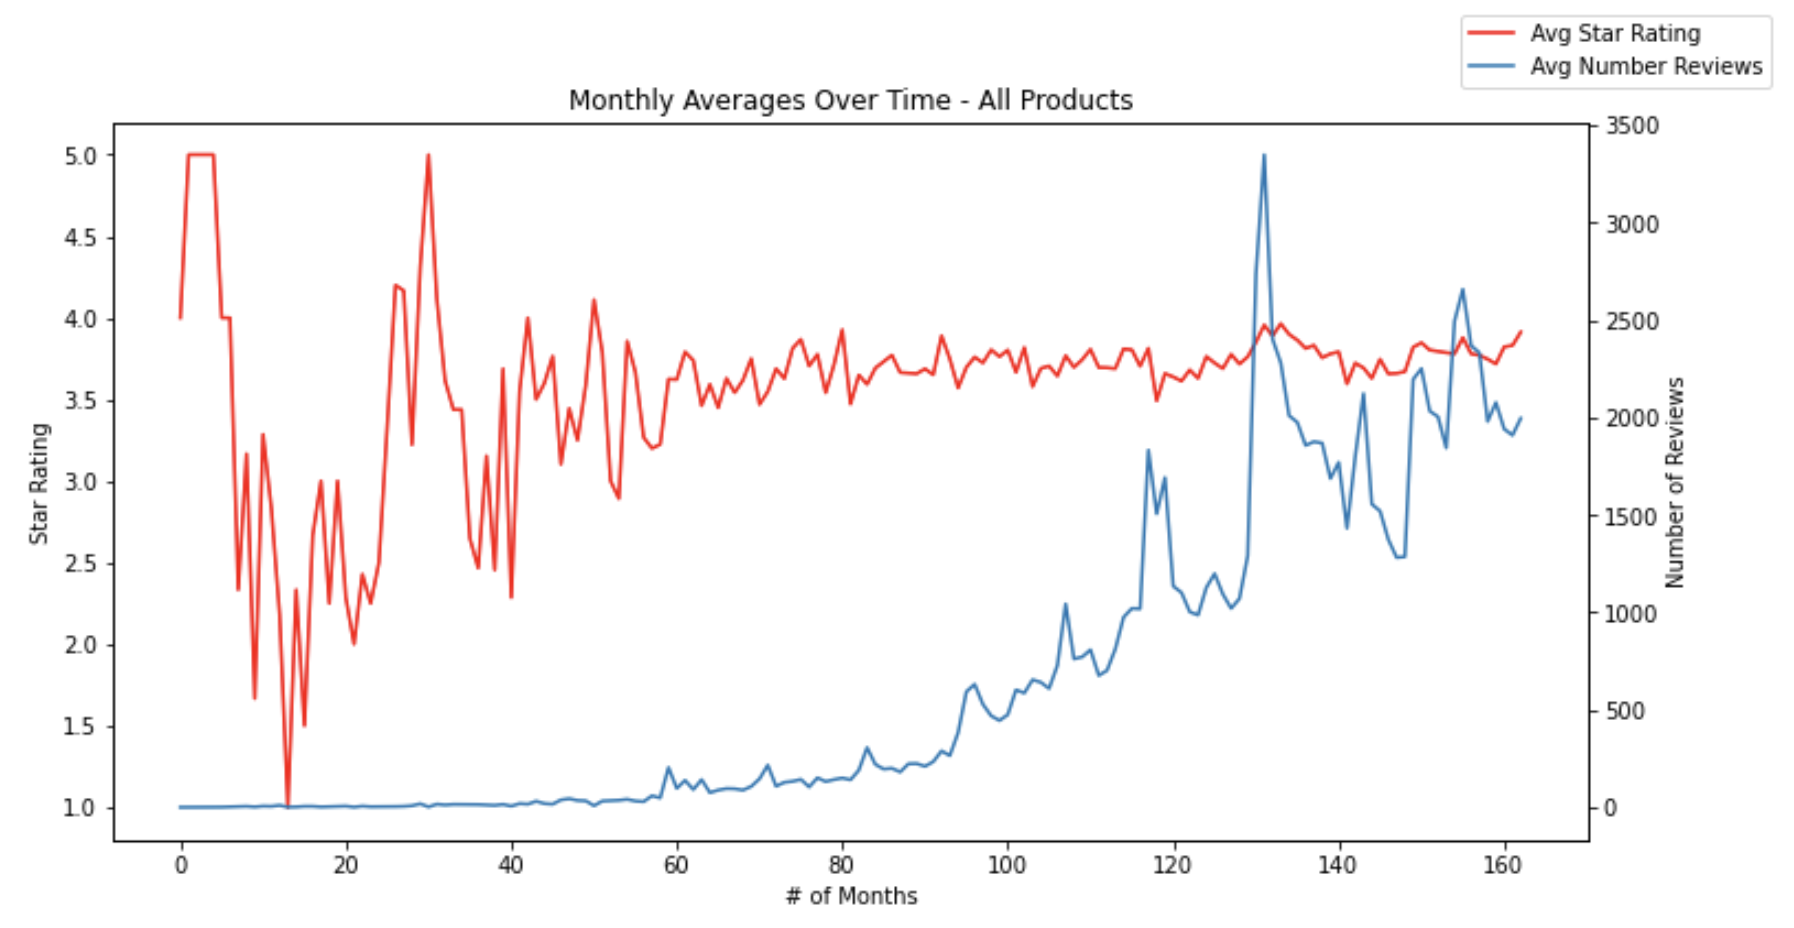 Avg Star Rating
Avg Number Reviews
Monthly Averages Over Time - All Products
5.0
4.5
4.0
3.5
3.0
2.5
2.0
1.5
1.0
Star Rating
3500
3000
2500
2000
1500
1000
500
0
Number of Reviews
0 20 40 60 80 100 120 140 160
# of Months